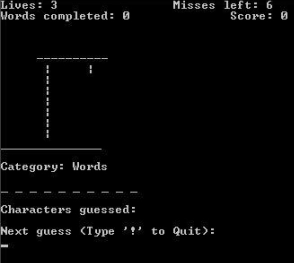 Lives: 3 Misses left: 6
Words completed: 0 Score: 0
Category: Words
_ _ _ _ _ _ _ _ _ _
Characters guessed:
Next guess (Type '!' to Quit):